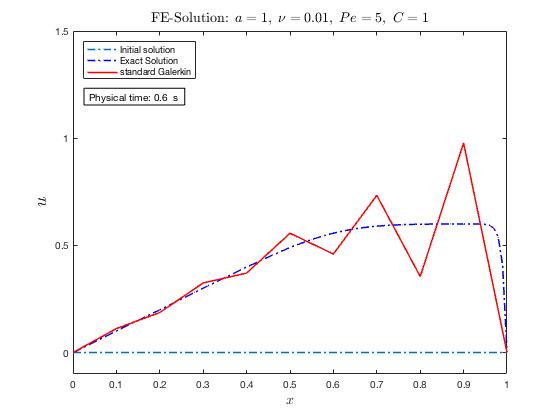 FE-Solution: a = 1, ν = 0.01, Pe = 5, C = 1
1.5
Initial solution
Exact Solution
standard Galerkin
Physical time: 0.6 s
1
u
0.5
0
0 0.1 0.2 0.3 0.4 0.5 0.6 0.7 0.8 0.9 1
x